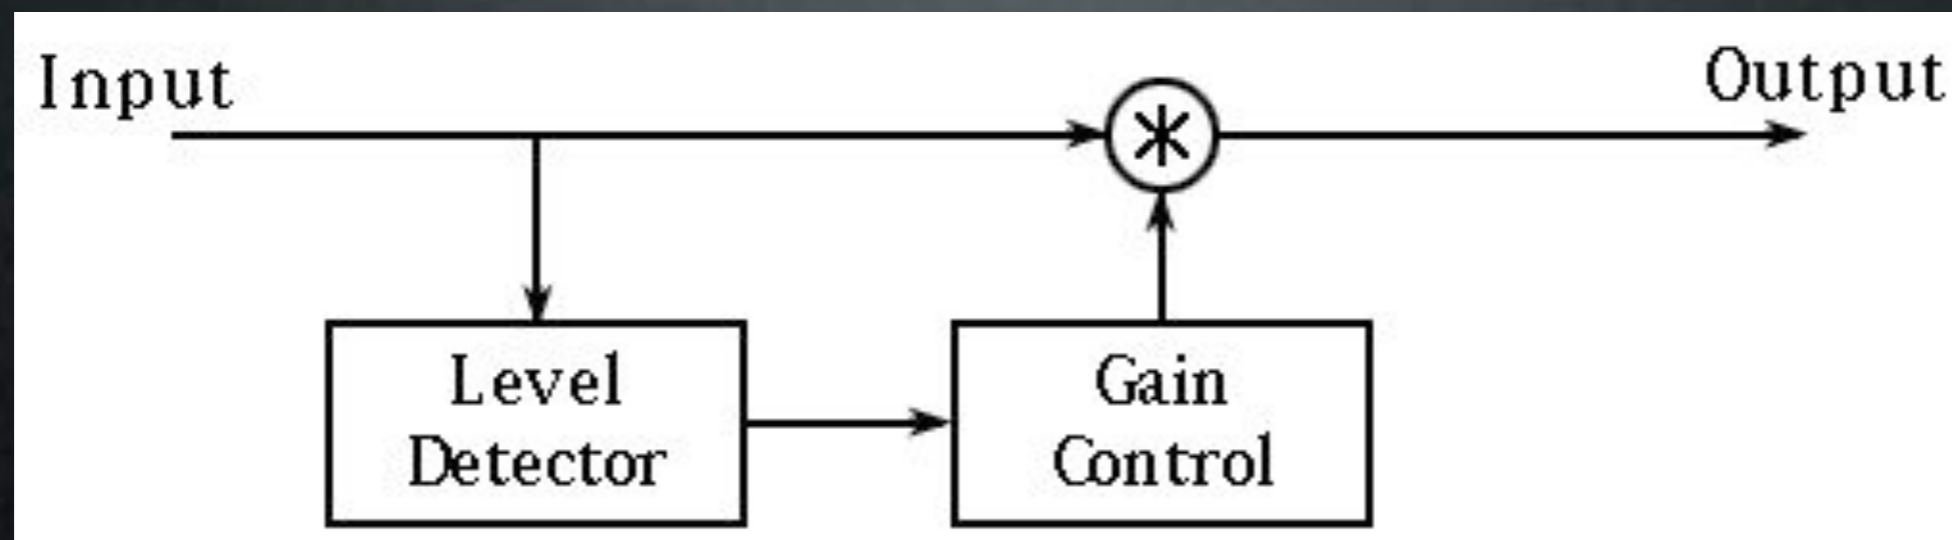 Input
Output
Level
Detector
Gain
Control